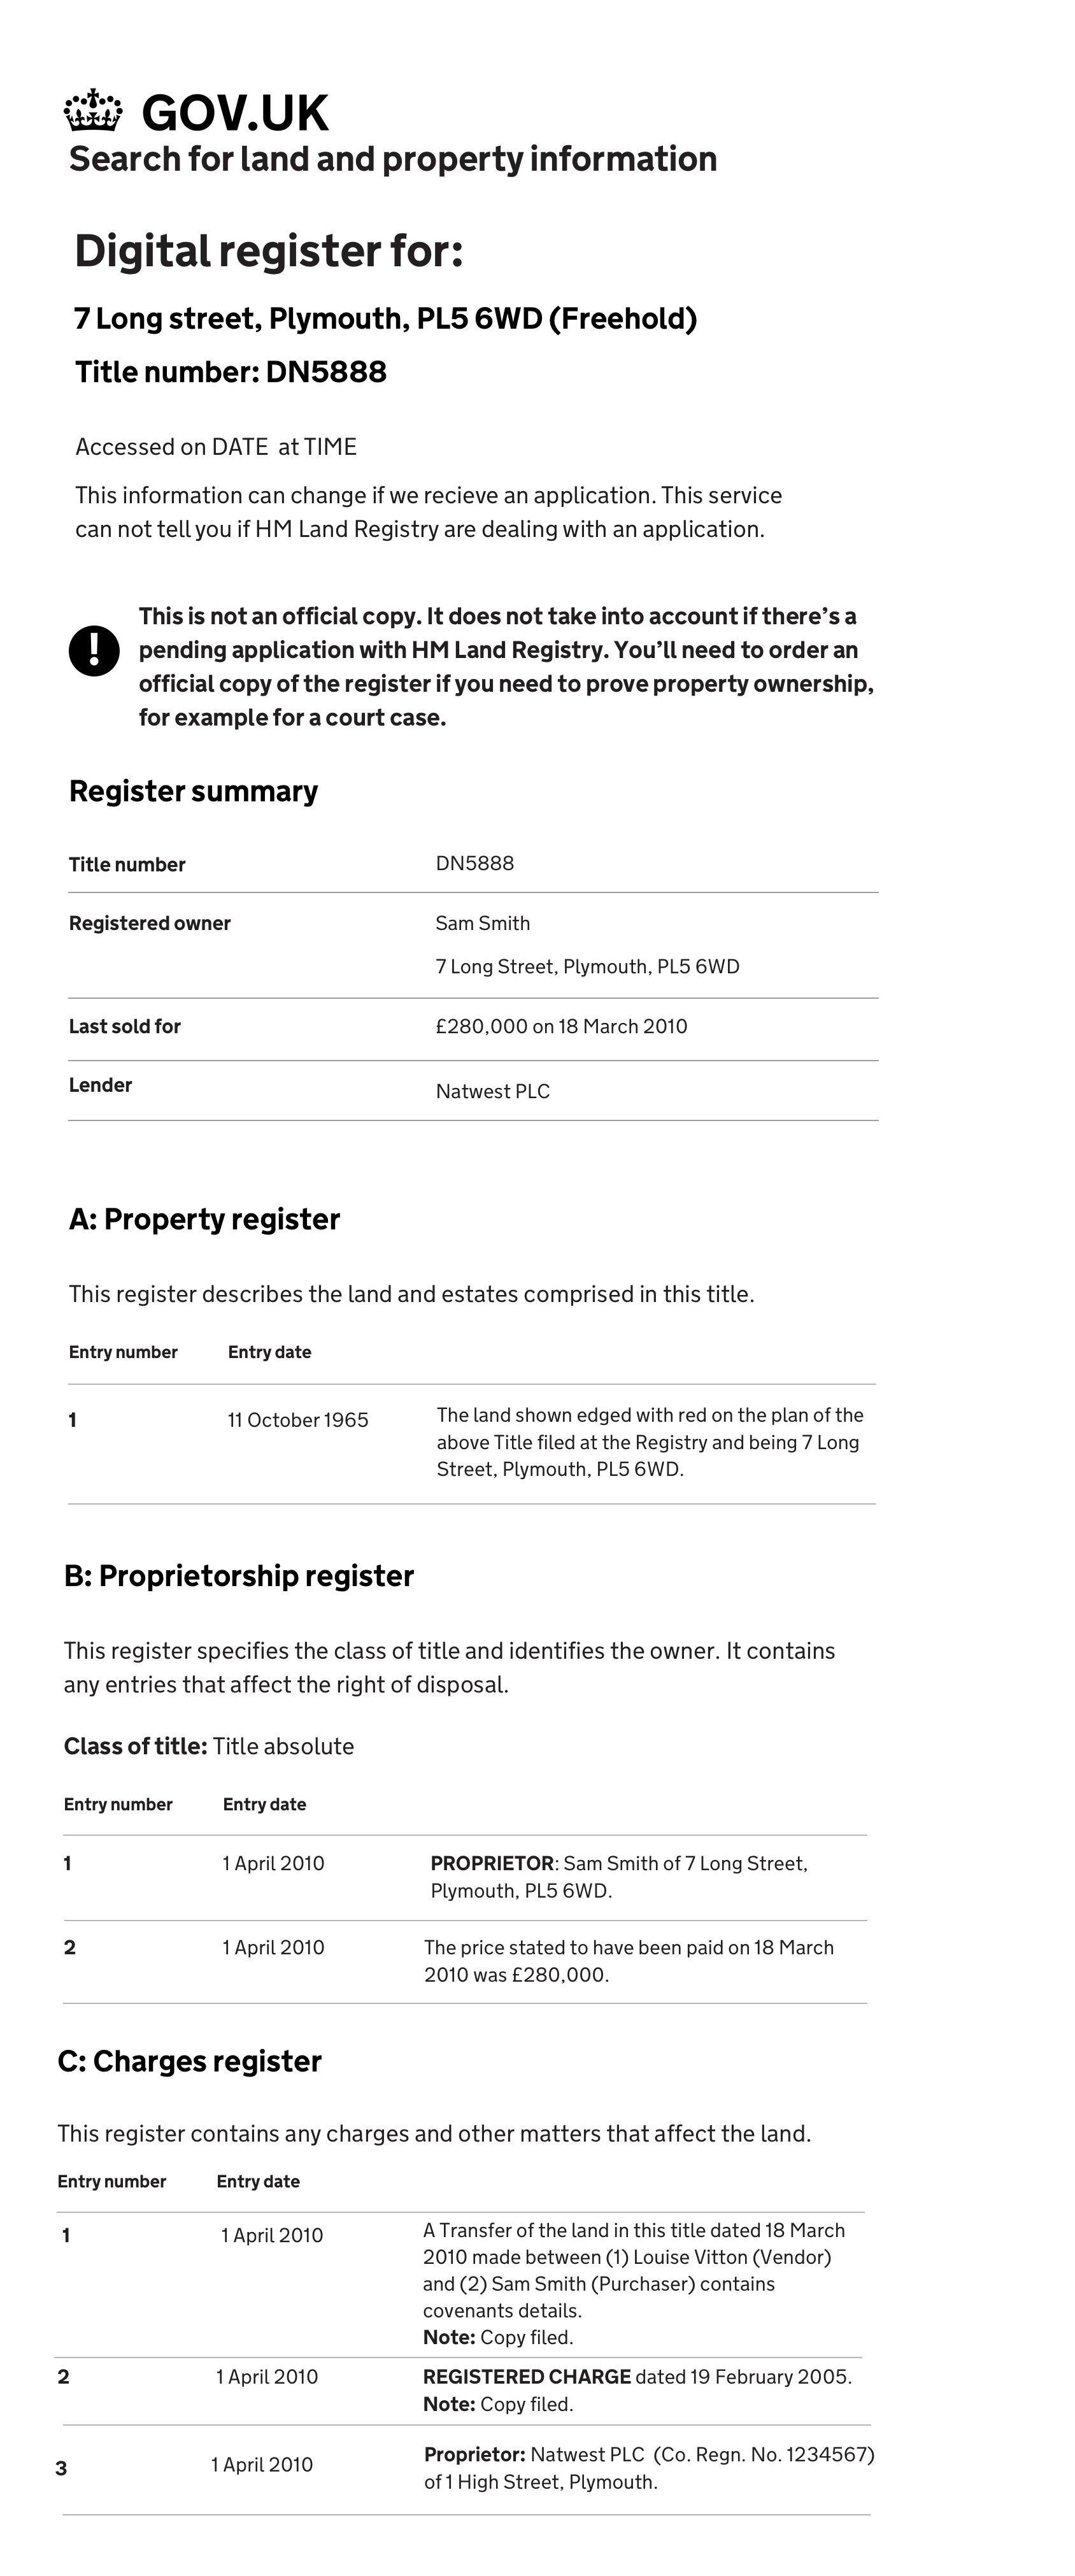 GOV.UK
Search for land and property information
Digital register for:
7 Long street, Plymouth, PL5 6WD (Freehold)
Title number: DN5888
Accessed on DATE at TIME
This information can change if we recieve an application. This service
can not tell you if HM Land Registry are dealing with an application.
This is not an official copy. It does not take into account if there's a
pending application with HM Land Registry. You'll need to order an
official copy of the register if you need to prove property ownership,
for example for a court case.
Register summary
Title number DN5888
Registered owner Sam Smith
7 Long Street, Plymouth, PL5 6WD
Last sold for £280,000 on 18 March 2010
Lender Natwest PLC
A: Property register
This register describes the land and estates comprised in this title.
Entry number Entry date
1 11 October 1965 The land shown edged with red on the plan of the
above Title filed at the Registry and being 7 Long
Street, Plymouth, PL5 6WD.
B: Proprietorship register
This register specifies the class of title and identifies the owner. It contains
any entries that affect the right of disposal.
Class of title: Title absolute
Entry number Entry date
1 1 April 2010 PROPRIETOR: Sam Smith of 7 Long Street,
Plymouth, PL5 6WD.
2 1 April 2010 The price stated to have been paid on 18 March
2010 was £280,000.
C: Charges register
This register contains any charges and other matters that affect the land.
Entry number Entry date
1 1 April 2010 A Transfer of the land in this title dated 18 March
2010 made between (1) Louise Vitton (Vendor)
and (2) Sam Smith (Purchaser) contains
covenants details.
Note: Copy filed.
2 1 April 2010 REGISTERED CHARGE dated 19 February 2005.
Note: Copy filed.
3 1 April 2010 Proprietor: Natwest PLC (Co. Regn. No. 1234567)
of 1 High Street, Plymouth.